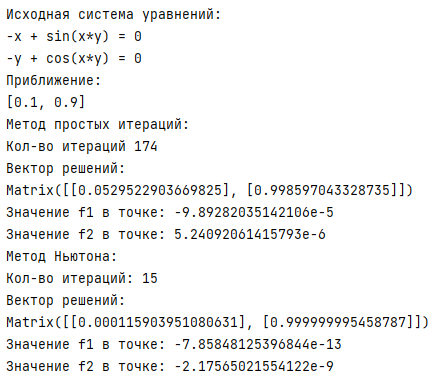 Исходная система уравнений:
-x + sin(x*y) = 0
-y + cos(x*y) = 0
Приближение:
[0.1, 0.9]
Метод простых итераций:
Кол-во итераций 174
Вектор решений:
Matrix([[0.0529522903669825], [0.998597043328735]])
Значение f1 в точке: -9.89282035142106e-5
Значение f2 в точке: 5.24092061415793e-6
Метод Ньютона:
Кол-во итераций: 15
Вектор решений:
Matrix([[0.000115903951080631], [0.999999995458787]])
Значение f1 в точке: -7.85848125396844e-13
Значение f2 в точке: -2.17565021554122e-9